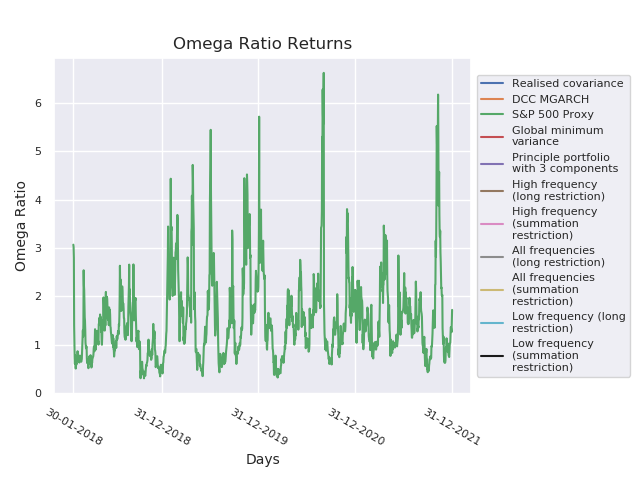 Omega Ratio Returns
Omega Ratio
6
5
4
3
2
1
0
30-01-2018
31-12-2018
31-12-2019
31-12-2020
31-12-2021
Days
Realised covariance
DCC MGARCH
S&P 500 Proxy
Global minimum
variance
Principle portfolio
with 3 components
High frequency
(long restriction)
High frequency
(summation
restriction)
All frequencies
(long restriction)
All frequencies
(summation
restriction)
Low frequency (long
restriction)
Low frequency
(summation
restriction)